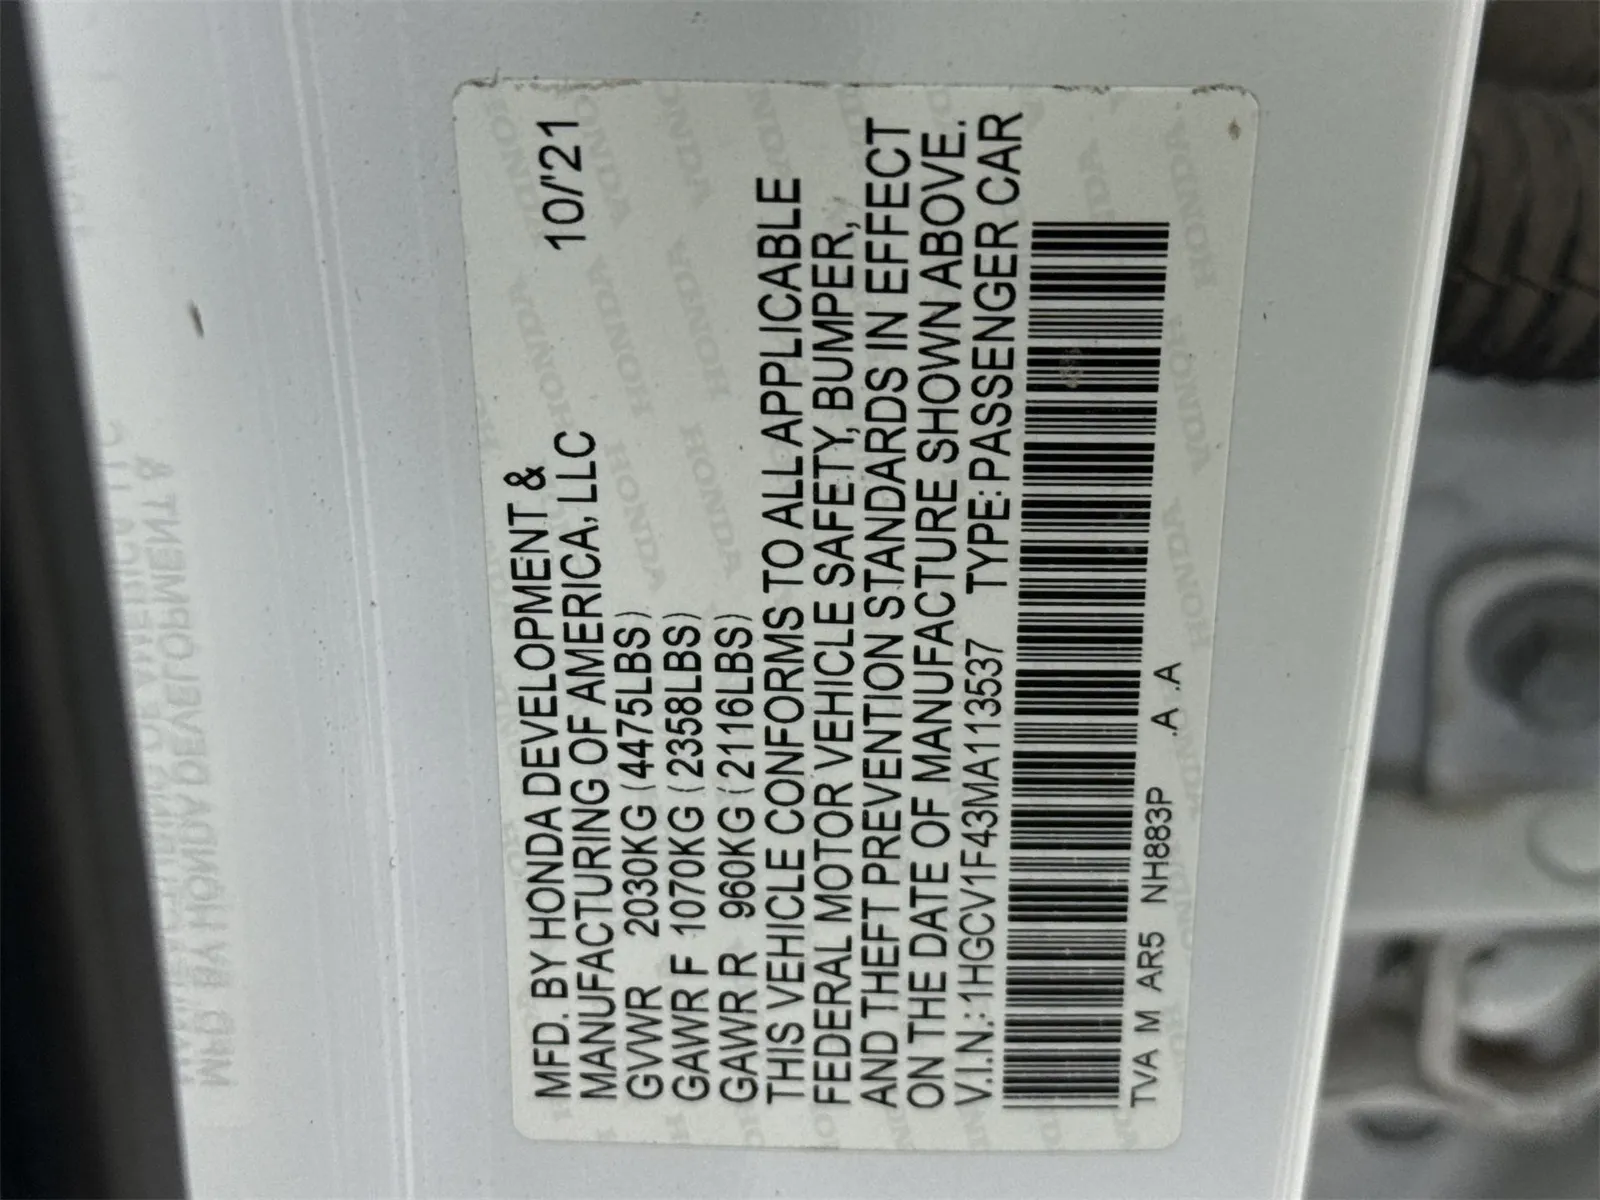 MFD. BY HONDA DEVELOPMENT &
MANUFACTURING OF AMERICA, LLC 10/'21
GVWR 2030KG (4475LBS)
GAWR F 1070KG (2358LBS)
GAWR R 960KG (2116LBS)
THIS VEHICLE CONFORMS TO ALL APPLICABLE
FEDERAL MOTOR VEHICLE SAFETY, BUMPER,
AND THEFT PREVENTION STANDARDS IN EFFECT
ON THE DATE OF MANUFACTURE SHOWN ABOVE.
V.I.N.: 1HGCV1F43MA113537 TYPE: PASSENGER CAR
TVA M AR5 NH883P .A .A